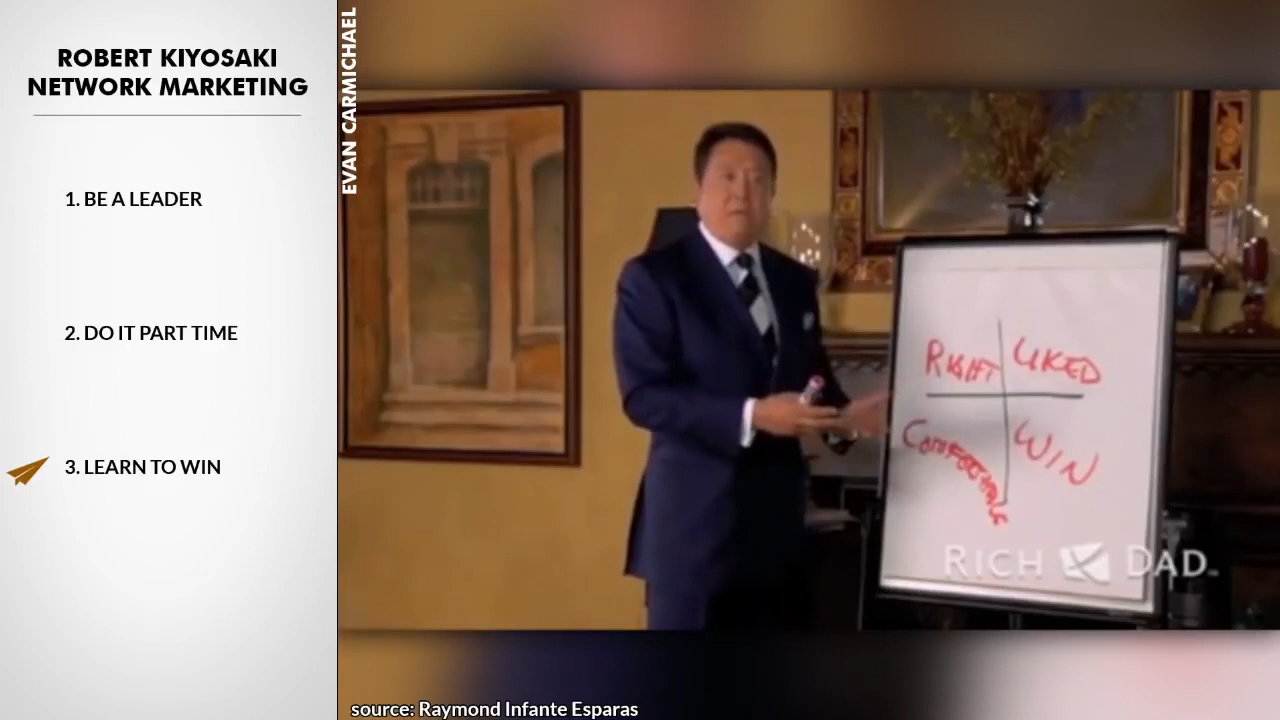 ROBERT KIYOSAKI
NETWORK MARKETING
1. BE A LEADER
2. DO IT PART TIME
3. LEARN TO WIN
EVAN CARMICHAEL
RIGHT LIKED
COMFORTABLE WIN
RICH DAD
source: Raymond Infante Esparas